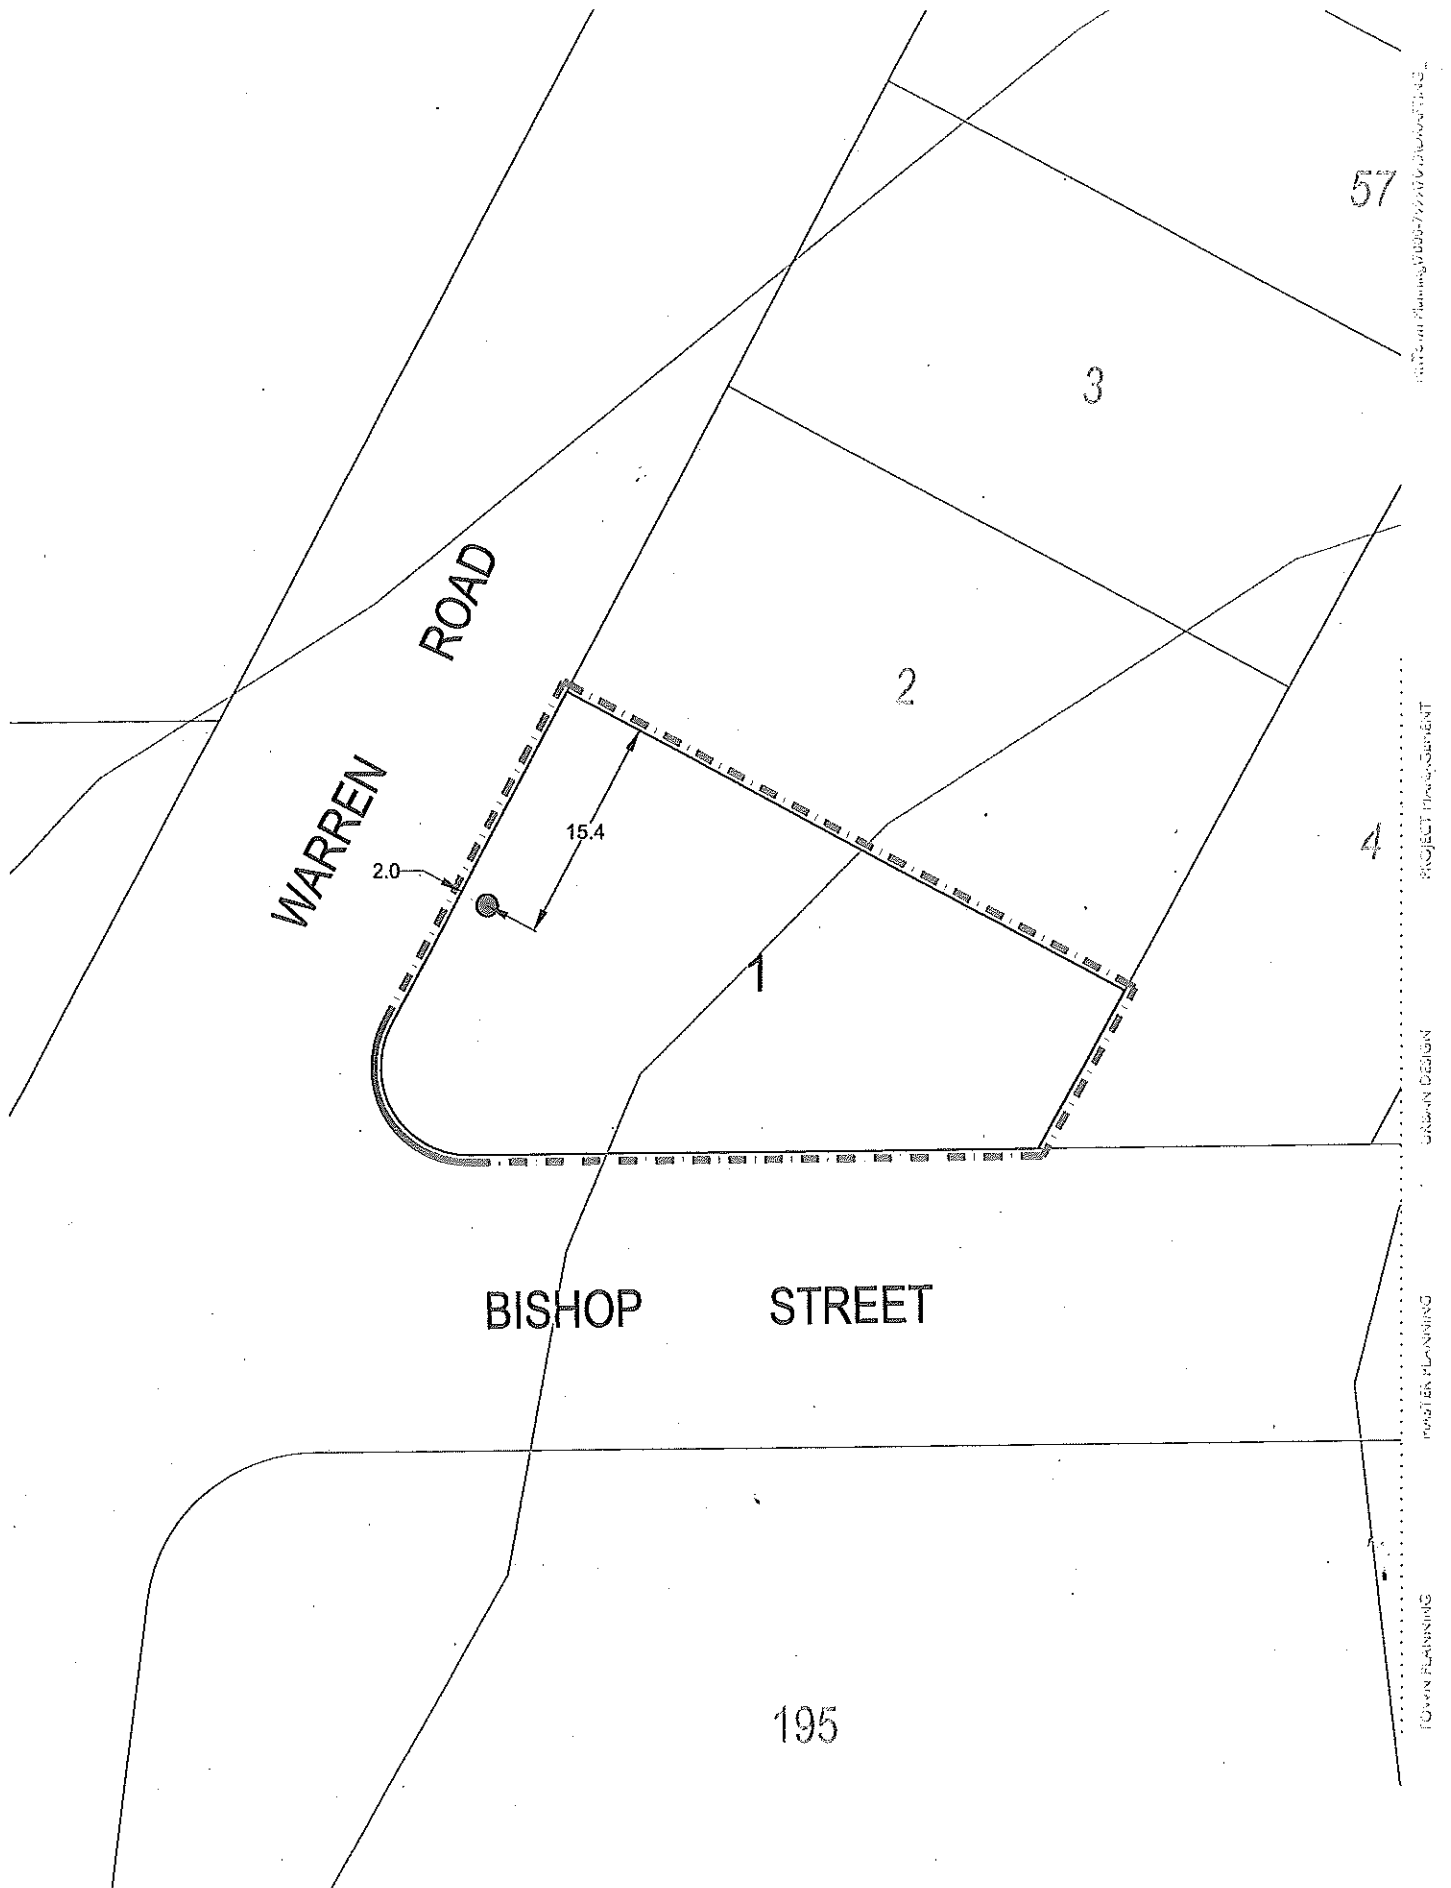 57
3
ROAD
2
WARREN
15.4
2.0
4
1
BISHOP STREET
195
PROJECT MANAGEMENT
URBAN DESIGN
MASTER PLANNING
TOWN PLANNING